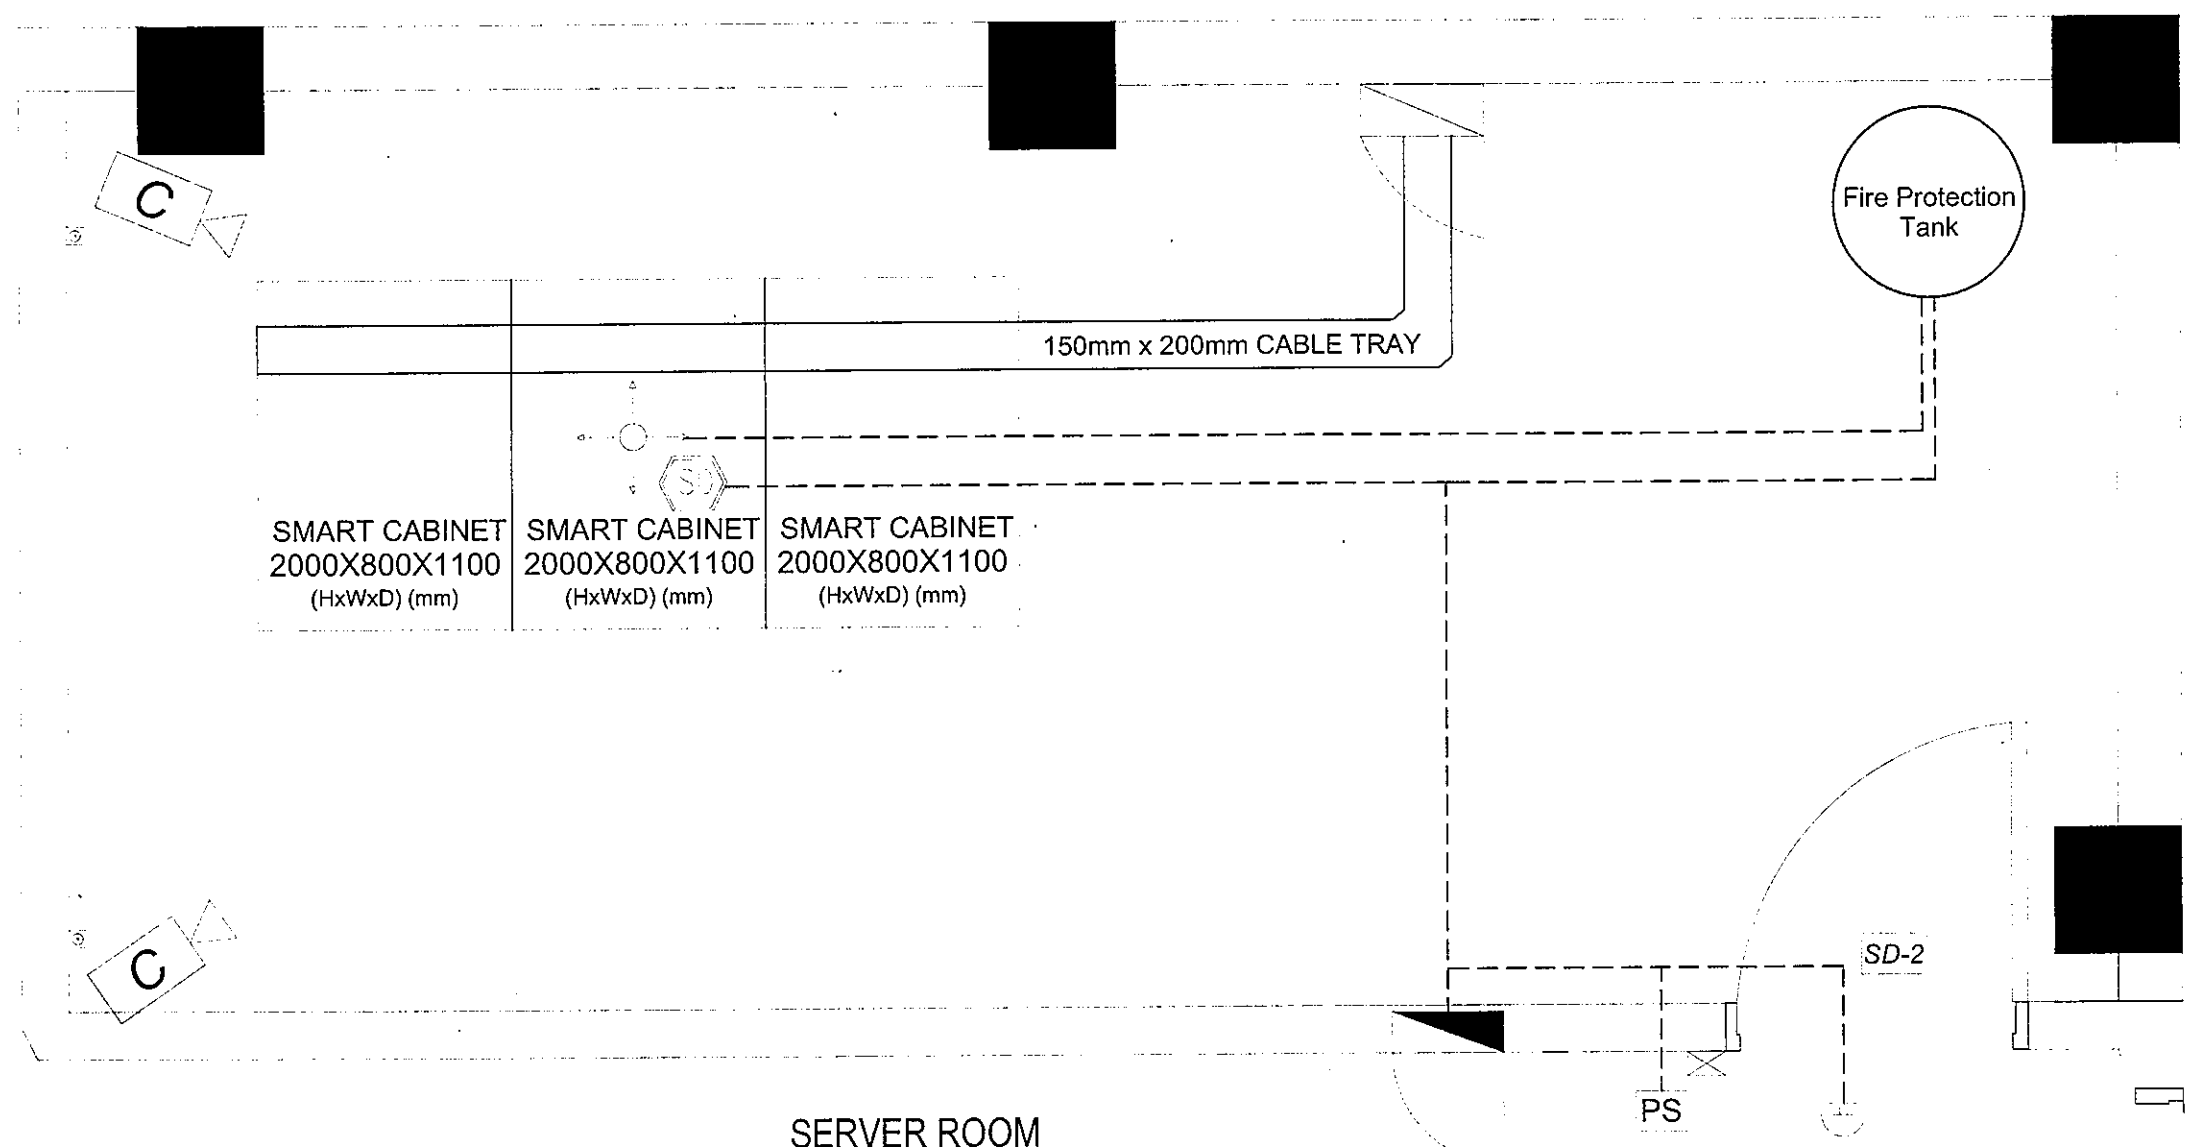 C
Fire Protection
Tank
150mm x 200mm CABLE TRAY
SD
SMART CABINET
2000X800X1100
(HxWxD) (mm)
SMART CABINET
2000X800X1100
(HxWxD) (mm)
SMART CABINET
2000X800X1100
(HxWxD) (mm)
SD-2
C
PS
SERVER ROOM